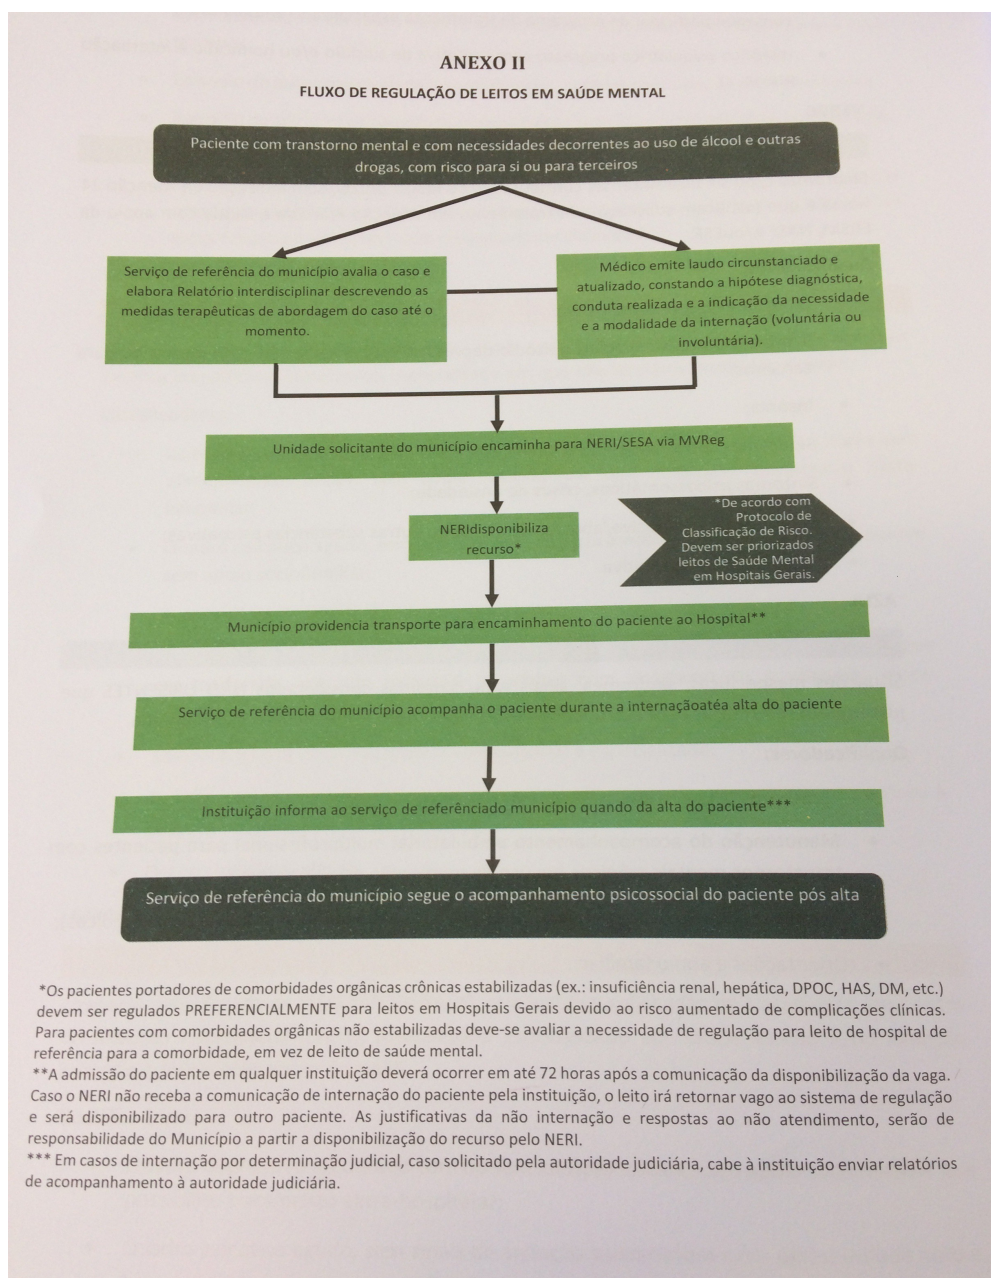 ANEXO II
FLUXO DE REGULAÇÃO DE LEITOS EM SAÚDE MENTAL
Paciente com transtorno mental e com necessidades decorrentes ao uso de álcool e outras
drogas, com risco para si ou para terceiros
Serviço de referência do município avalia o caso e
elabora Relatório interdisciplinar descrevendo as
medidas terapêuticas de abordagem do caso até o
momento.
Médico emite laudo circunstanciado e
atualizado, constando a hipótese diagnóstica,
conduta realizada e a indicação da necessidade
e a modalidade da internação (voluntária ou
involuntária).
Unidade solicitante do município encaminha para NERI/SESA via MVReg
NERIdisponibiliza
recurso*
*De acordo com
Protocolo de
Classificação de Risco.
Devem ser priorizados
leitos de Saúde Mental
em Hospitais Gerais.
Município providencia transporte para encaminhamento do paciente ao Hospital**
Serviço de referência do município acompanha o paciente durante a internaçãoatéa alta do paciente
Instituição informa ao serviço de referênciado município quando da alta do paciente***
Serviço de referência do município segue o acompanhamento psicossocial do paciente pós alta
*Os pacientes portadores de comorbidades orgânicas crônicas estabilizadas (ex.: insuficiência renal, hepática, DPOC, HAS, DM, etc.)
devem ser regulados PREFERENCIALMENTE para leitos em Hospitais Gerais devido ao risco aumentado de complicações clínicas.
Para pacientes com comorbidades orgânicas não estabilizadas deve-se avaliar a necessidade de regulação para leito de hospital de
referência para a comorbidade, em vez de leito de saúde mental.
**A admissão do paciente em qualquer instituição deverá ocorrer em até 72 horas após a comunicação da disponibilização da vaga.
Caso o NERI não receba a comunicação de internação do paciente pela instituição, o leito irá retornar vago ao sistema de regulação
e será disponibilizado para outro paciente. As justificativas da não internação e respostas ao não atendimento, serão de
responsabilidade do Município a partir a disponibilização do recurso pelo NERI.
*** Em casos de internação por determinação judicial, caso solicitado pela autoridade judiciária, cabe à instituição enviar relatórios
de acompanhamento à autoridade judiciária.